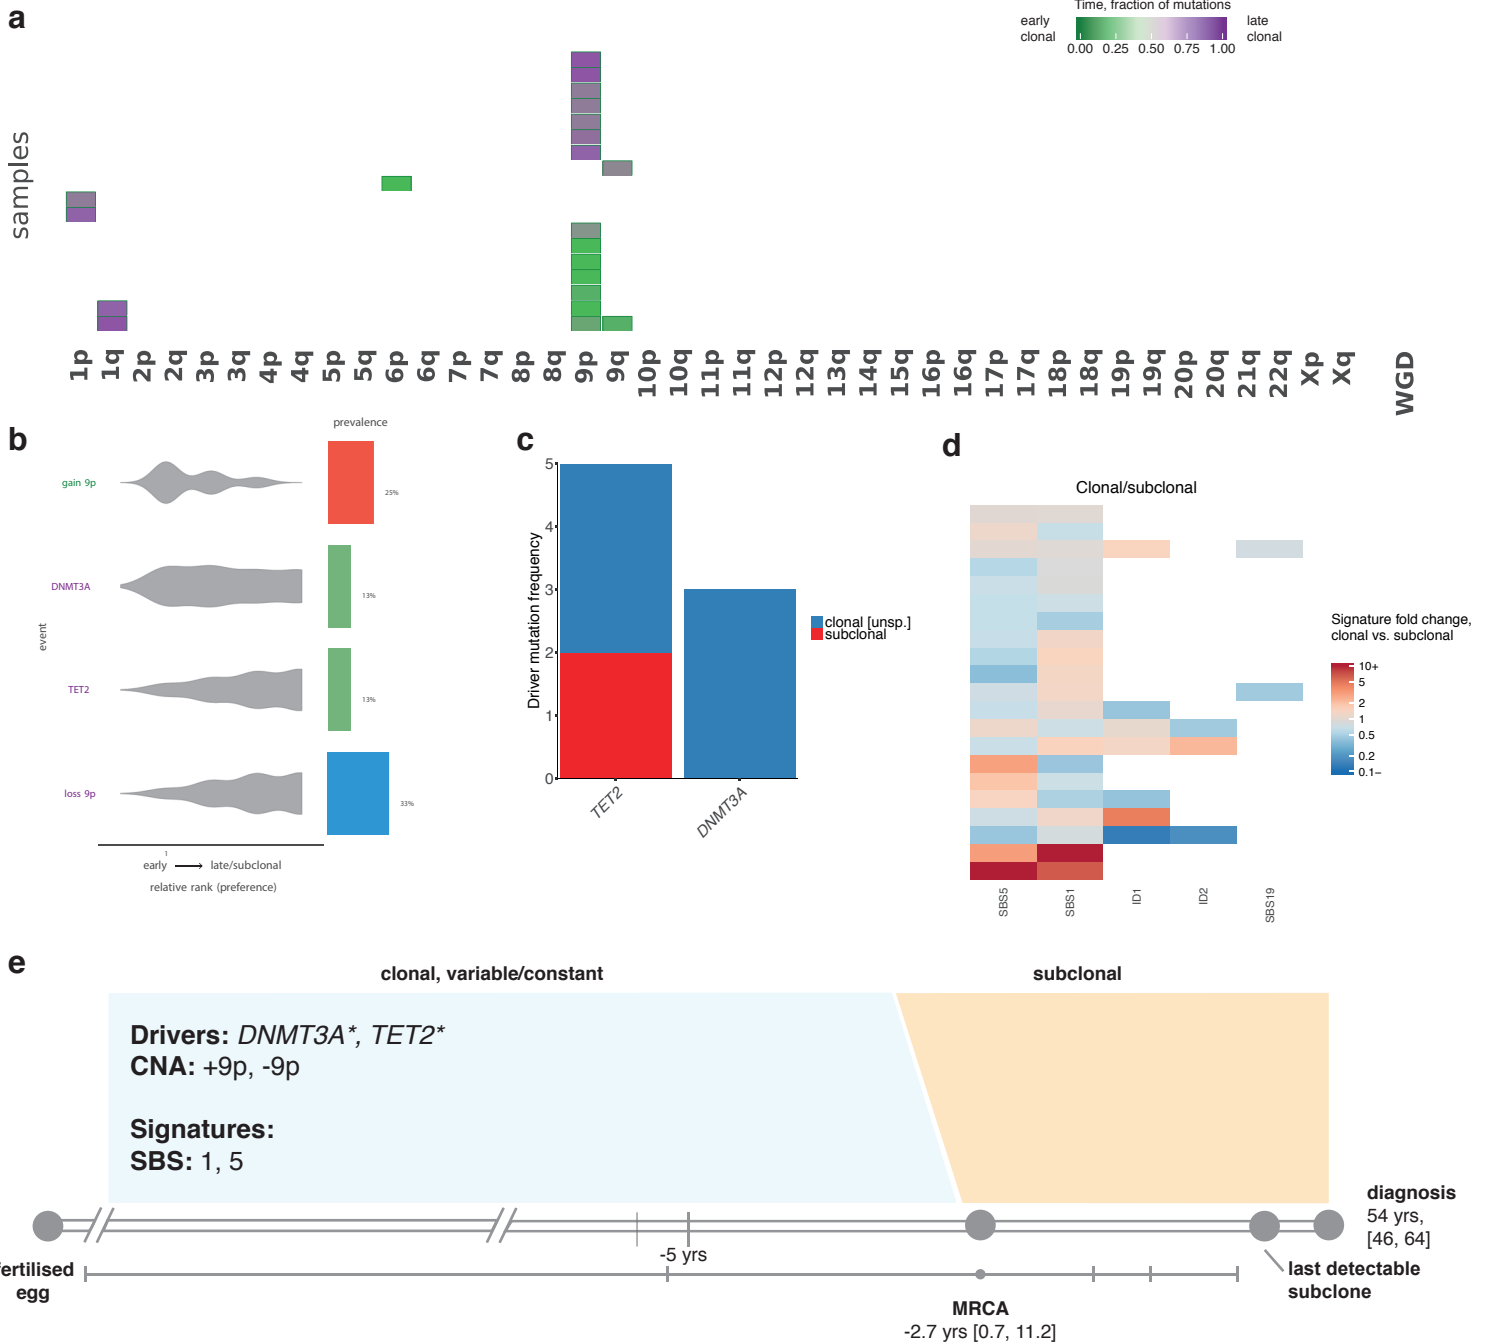 a
Time, fraction of mutations
early
clonal
late
clonal
0.00 0.25 0.50 0.75 1.00
samples
1p 1q 2p 2q 3p 3q 4p 4q 5p 5q 6p 6q 7p 7q 8p 8q 9p 9q 10p 10q 11p 11q 12p 12q 13q 14q 15q 16p 16q 17p 17q 18p 18q 19p 19q 20p 20q 21q 22q Xp Xq WGD
b
prevalence
event
gain 9p
25%
DNMT3A
13%
TET2
13%
loss 9p
33%
1
early → late/subclonal
relative rank (preference)
c
Driver mutation frequency
5
4
3
2
1
0
TET2
DNMT3A
clonal [unsp.]
subclonal
d
Clonal/subclonal
SBS5 SBS1 ID1 ID2 SBS19
Signature fold change,
clonal vs. subclonal
10+
5
2
1
0.5
0.2
0.1–
e
clonal, variable/constant
subclonal
Drivers: DNMT3A*, TET2*
CNA: +9p, -9p
Signatures:
SBS: 1, 5
diagnosis
54 yrs,
[46, 64]
-5 yrs
fertilised
egg
last detectable
subclone
MRCA
-2.7 yrs [0.7, 11.2]